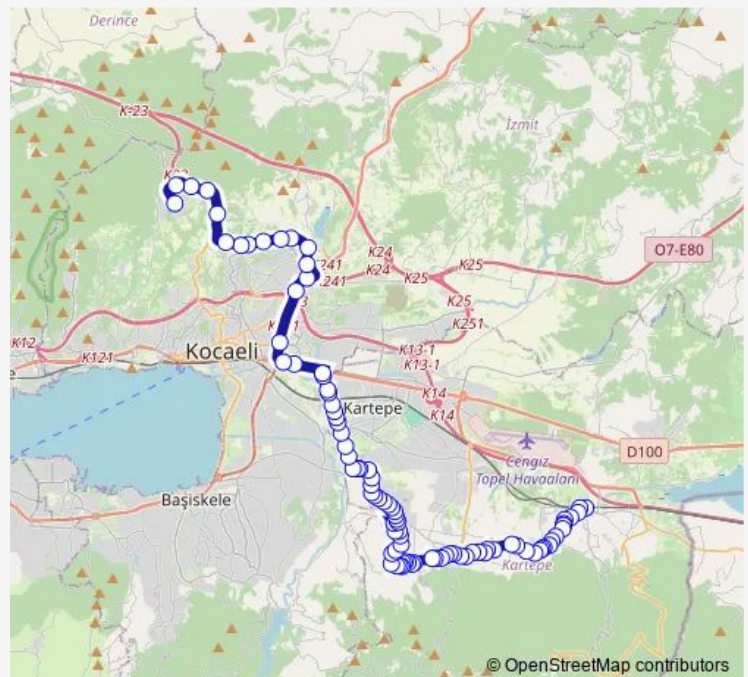 Derince
K-23
İzmit
O7-E80
K24
K24
K25
K25
K25
K251
K241
K12
K121
Kocaeli
K13-1
K13-1
K14
K14
Kartepe
D100
Cengiz
Topel Havaalanı
Başiskele
Kartepe
© OpenStreetMap contributors